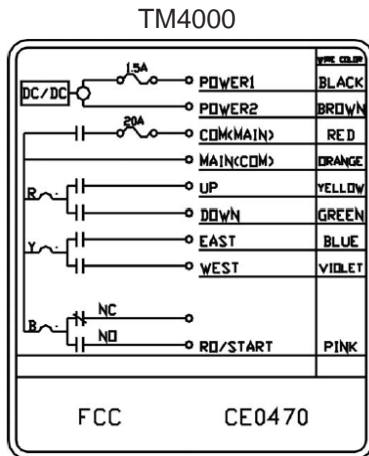 TM4000
WIRE COLOR
1.5A
DC/DC POWER1 BLACK
POWER2 BROWN
20A
COM(MAIN) RED
MAIN(COM) ORANGE
R UP YELLOW
DOWN GREEN
Y EAST BLUE
WEST VIOLET
NC
B NO RO/START PINK
FCC CE0470